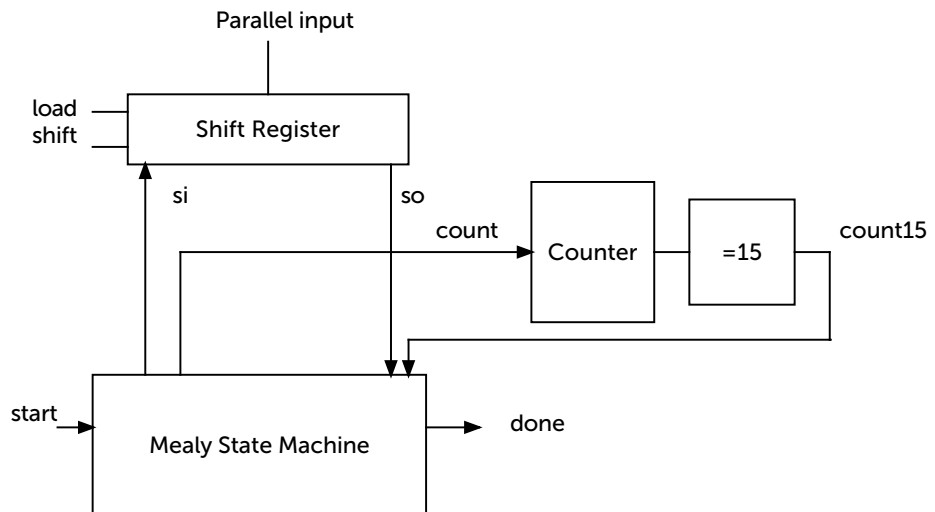 Parallel input
load
shift
Shift Register
si
so
count
Counter
=15
count15
start
Mealy State Machine
done